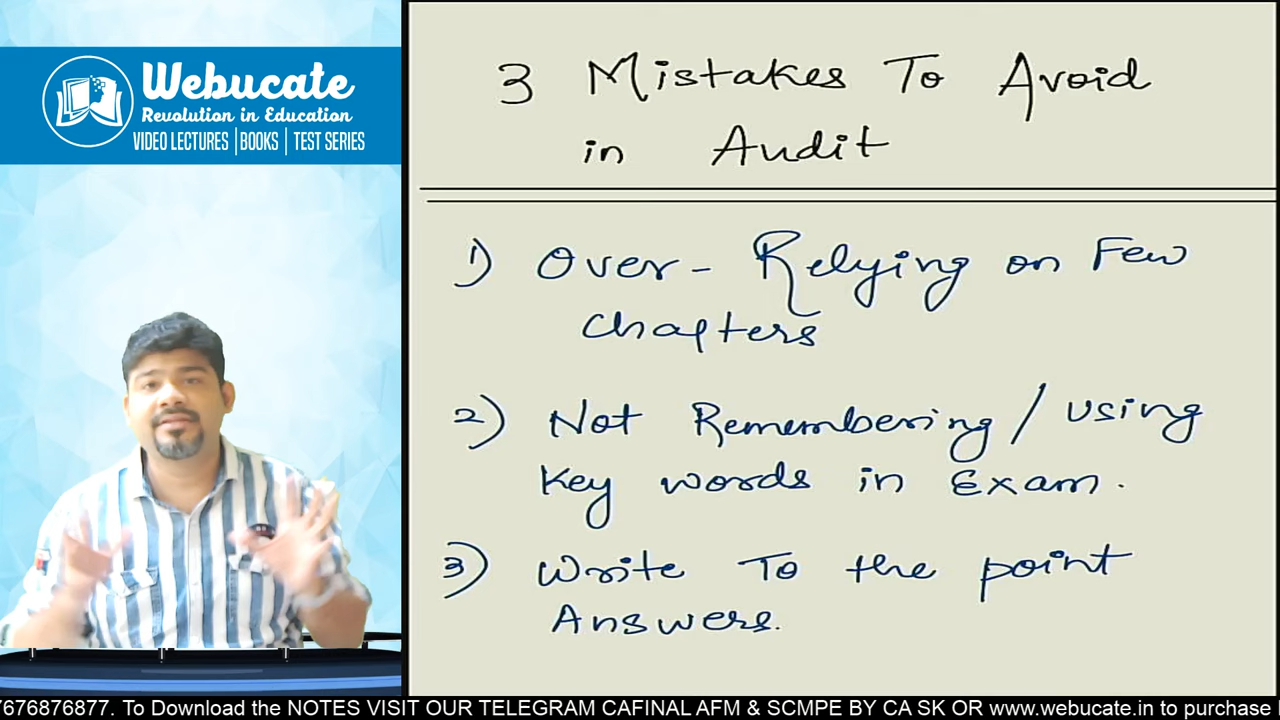 Webucate
Revolution in Education
VIDEO LECTURES | BOOKS | TEST SERIES
3 Mistakes To Avoid
in Audit
1) Over-Relying on Few
Chapters
2) Not Remembering / using
Key words in Exam.
3) Write To the point
Answers.
7676876877. To Download the NOTES VISIT OUR TELEGRAM CAFINAL AFM & SCMPE BY CA SK OR www.webucate.in to purchase